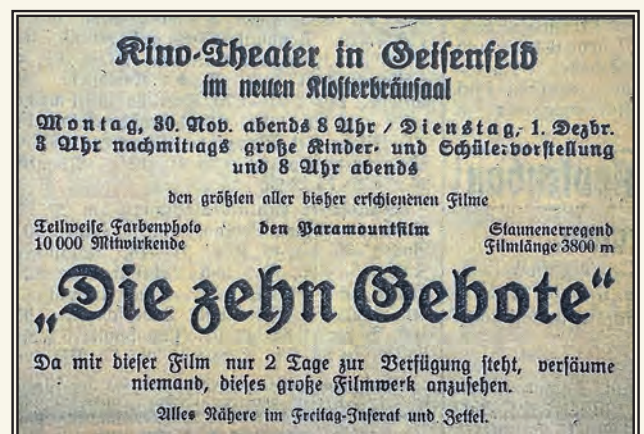 Kino-Theater in Geisenfeld
im neuen Klosterbräusaal
Montag, 30. Nov. abends 8 Uhr / Dienstag, 1. Dezbr.
3 Uhr nachmittags große Kinder- und Schülervorstellung
und 8 Uhr abends
den größten aller bisher erschienenen Filme
Teilweise Farbenphoto
10 000 Mitwirkende
den Paramountfilm
Staunenerregend
Filmlänge 3800 m
„Die zehn Gebote“
Da mir dieser Film nur 2 Tage zur Verfügung steht, versäume
niemand, dieses große Filmwerk anzusehen.
Alles Nähere im Freitag-Inserat und Zettel.